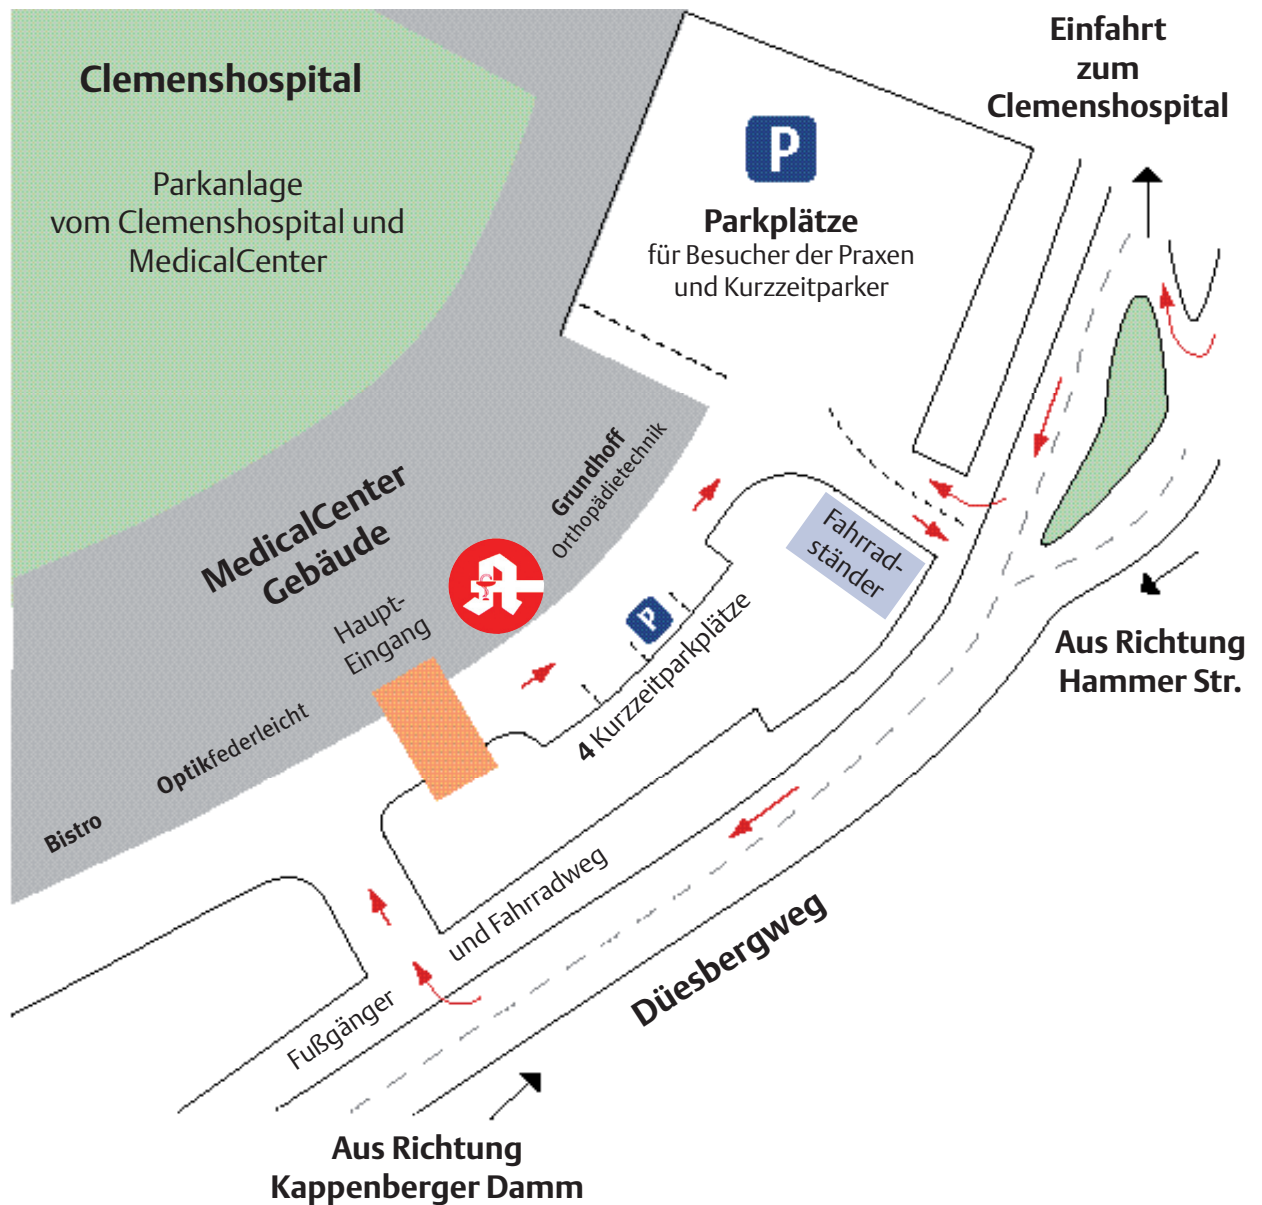 Clemenshospital
Parkanlage
vom Clemenshospital und
MedicalCenter
P
Parkplätze
für Besucher der Praxen
und Kurzzeitparker
Einfahrt
zum
Clemenshospital
MedicalCenter
Gebäude
Grundhoff
Orthopädietechnik
Haupt-
Eingang
Fahrrad-
ständer
P
4 Kurzzeitparkplätze
Optikfederleicht
Bistro
Aus Richtung
Hammer Str.
Fußgänger
und Fahrradweg
Düesbergweg
Aus Richtung
Kappenberger Damm